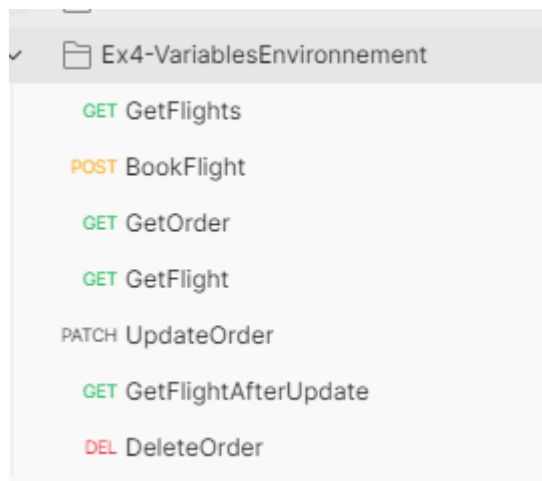 Ex4-VariablesEnvironnement
GET GetFlights
POST BookFlight
GET GetOrder
GET GetFlight
PATCH UpdateOrder
GET GetFlightAfterUpdate
DEL DeleteOrder